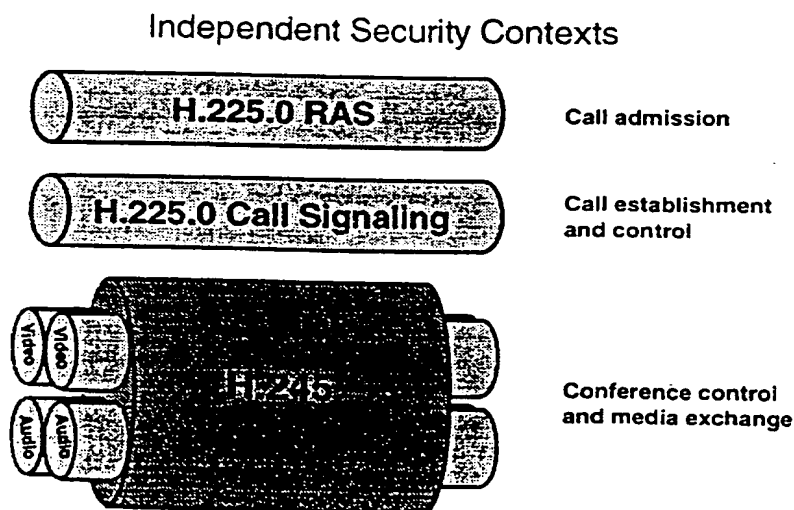 Independent Security Contexts
H.225.0 RAS
Call admission
H.225.0 Call Signaling
Call establishment
and control
Video
Video
H.245
Audio
Audio
Conference control
and media exchange